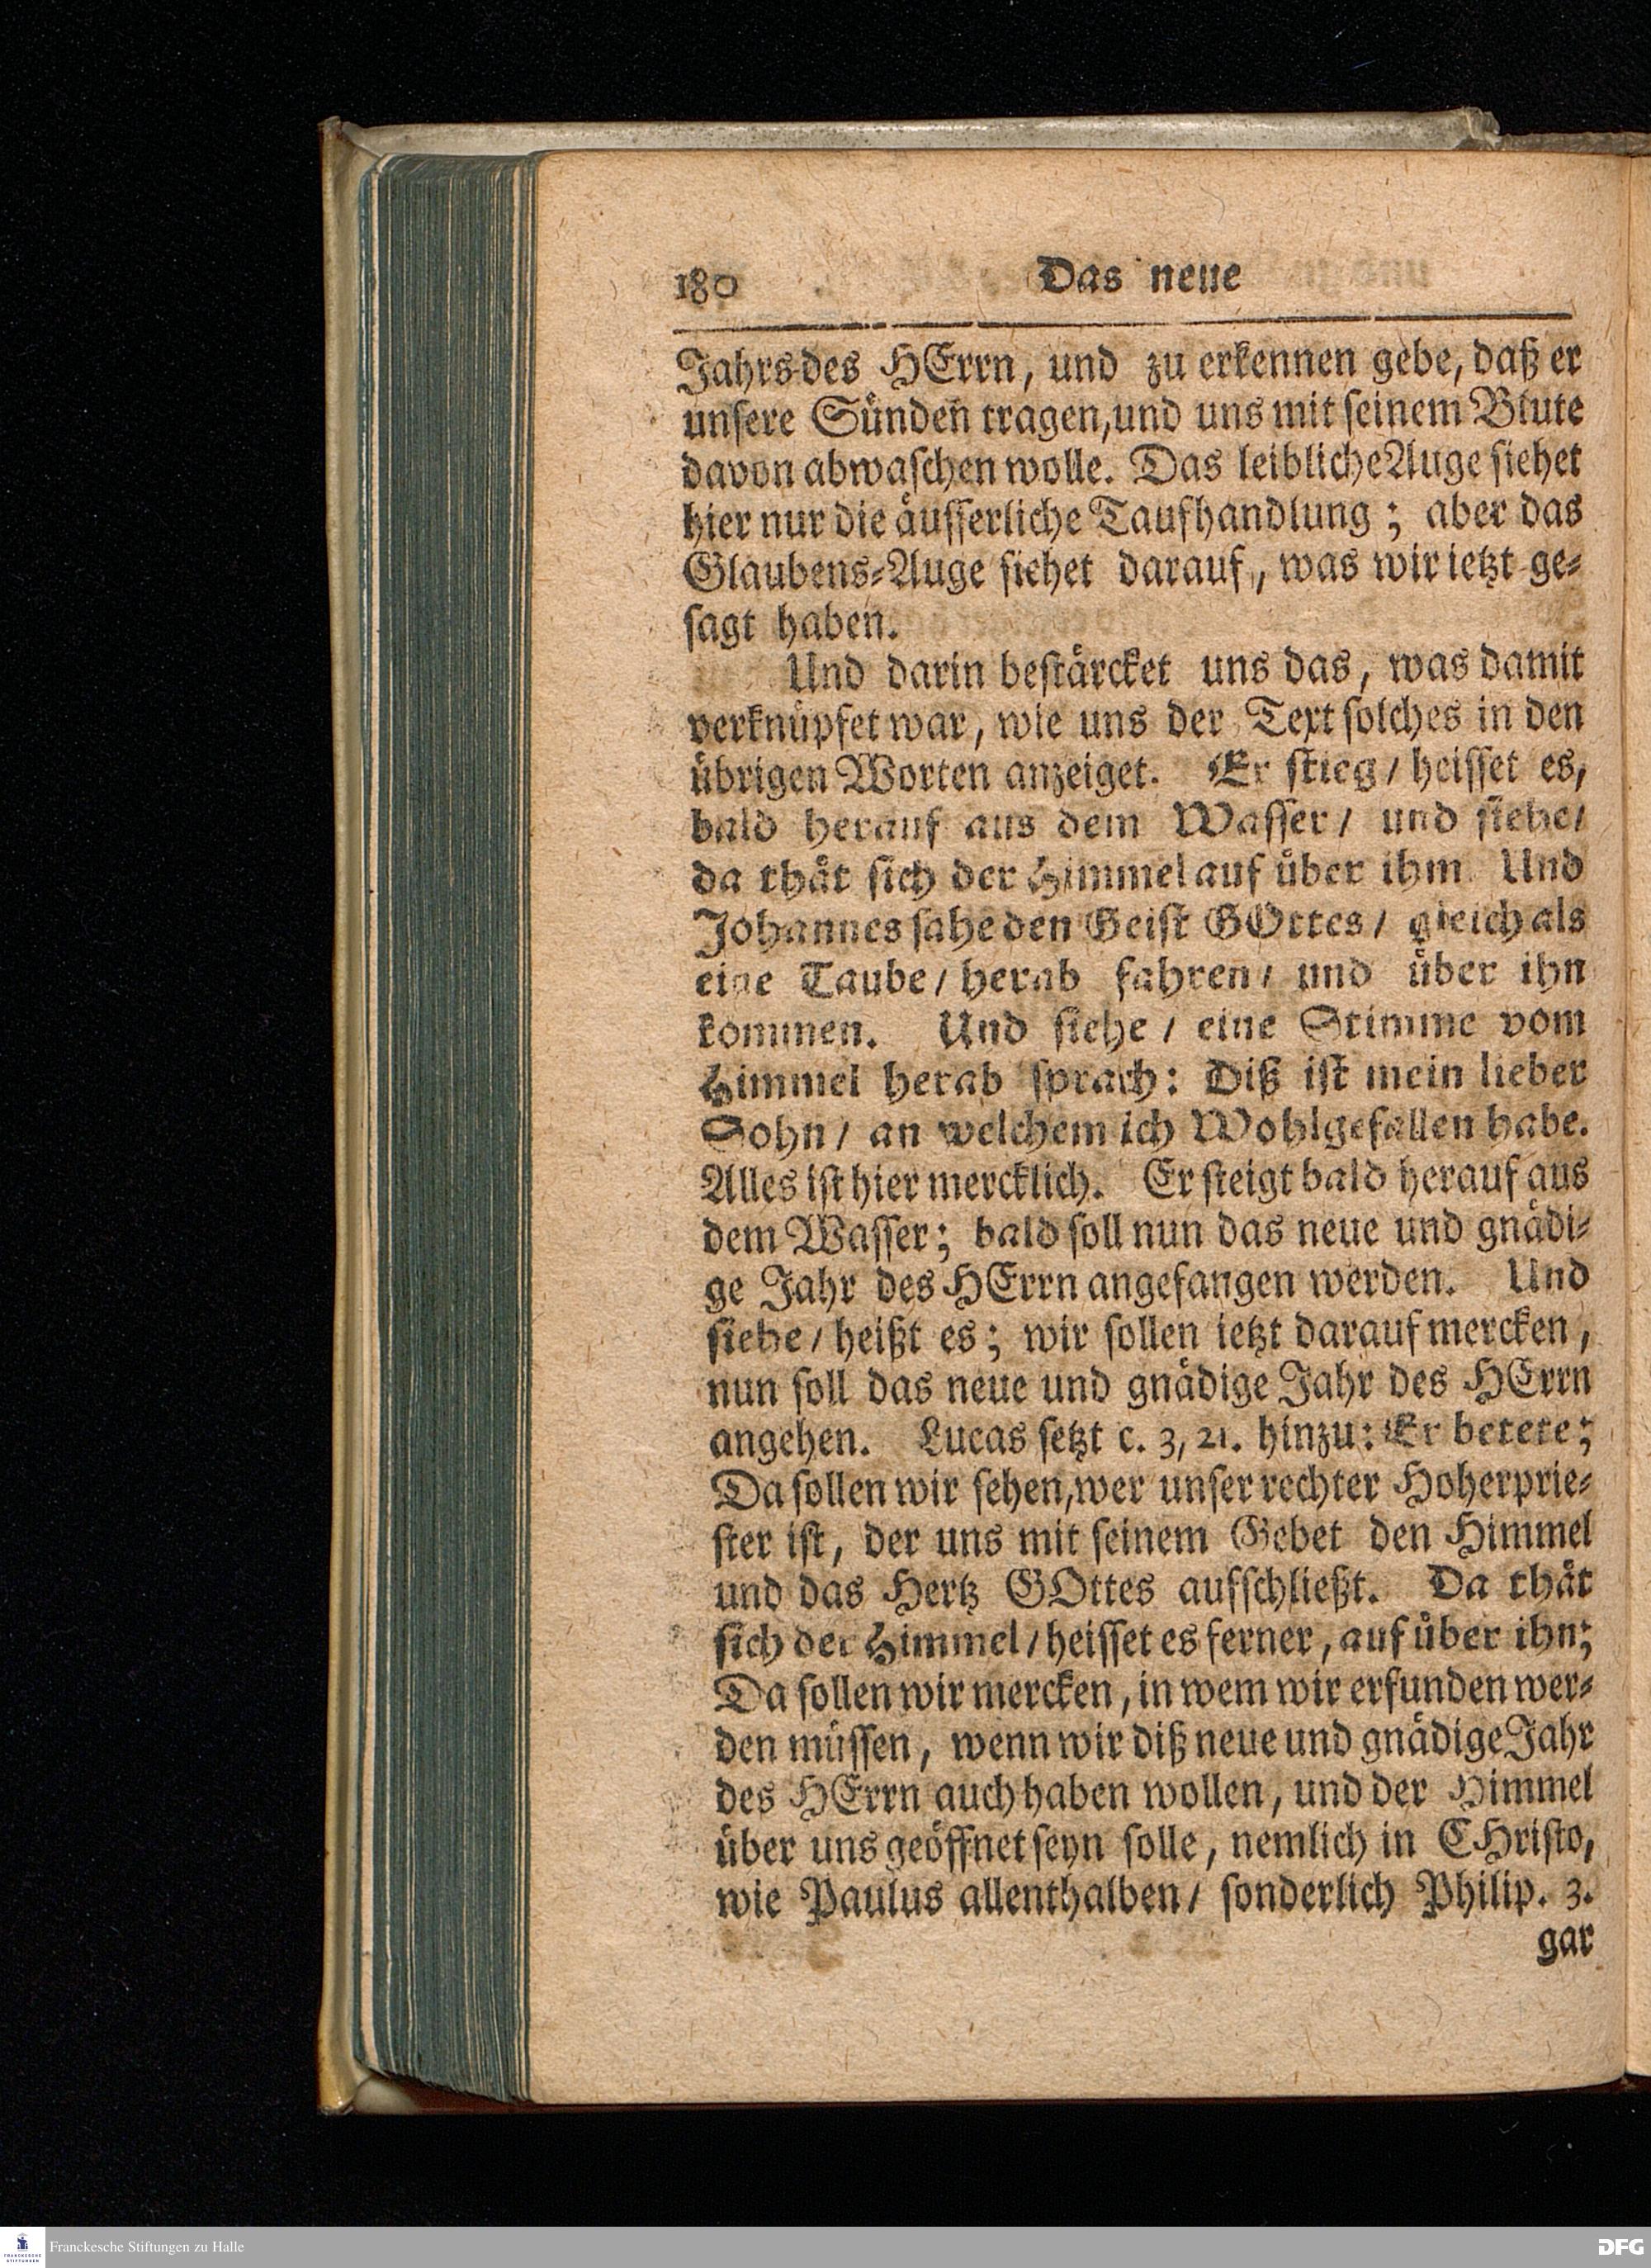 180 Das neue
Jahrs des HErrn, und zu erkennen gebe, daß er
unsere Sünden tragen, und uns mit seinem Blute
davon abwaschen wolle. Das leibliche Auge siehet
hier nur die äusserliche Taufhandlung; aber das
Glaubens-Auge siehet darauf, was wir ietzt ge-
sagt haben.
Und darin bestärcket uns das, was damit
verknüpfet war, wie uns der Text solches in den
übrigen Worten anzeiget. Er stieg / heisset es,
bald herauf aus dem Wasser / und siehe /
da thät sich der Himmel auf über ihm. Und
Johannes sahe den Geist GOttes / gleich als
eine Taube / herab fahren / und über ihn
kommen. Und siehe / eine Stimme vom
Himmel herab sprach: Diß ist mein lieber
Sohn / an welchem ich Wohlgefallen habe.
Alles ist hier mercklich. Er steigt bald herauf aus
dem Wasser; bald soll nun das neue und gnädi-
ge Jahr des HErrn angefangen werden. Und
siehe / heißt es; wir sollen ietzt darauf mercken,
nun soll das neue und gnädige Jahr des HErrn
angehen. Lucas setzt c. 3, 21. hinzu: Er betete;
Da sollen wir sehen, wer unser rechter Hoherprie-
ster ist, der uns mit seinem Gebet den Himmel
und das Hertz GOttes aufschließt. Da thät
sich der Himmel / heisset es ferner, auf über ihn;
Da sollen wir mercken, in wem wir erfunden wer-
den müssen, wenn wir diß neue und gnädige Jahr
des HErrn auch haben wollen, und der Himmel
über uns geöffnet seyn solle, nemlich in CHristo,
wie Paulus allenthalben / sonderlich Philip. 3.
gar
FRANCKESCHE STIFTUNGEN
Franckesche Stiftungen zu Halle
DFG